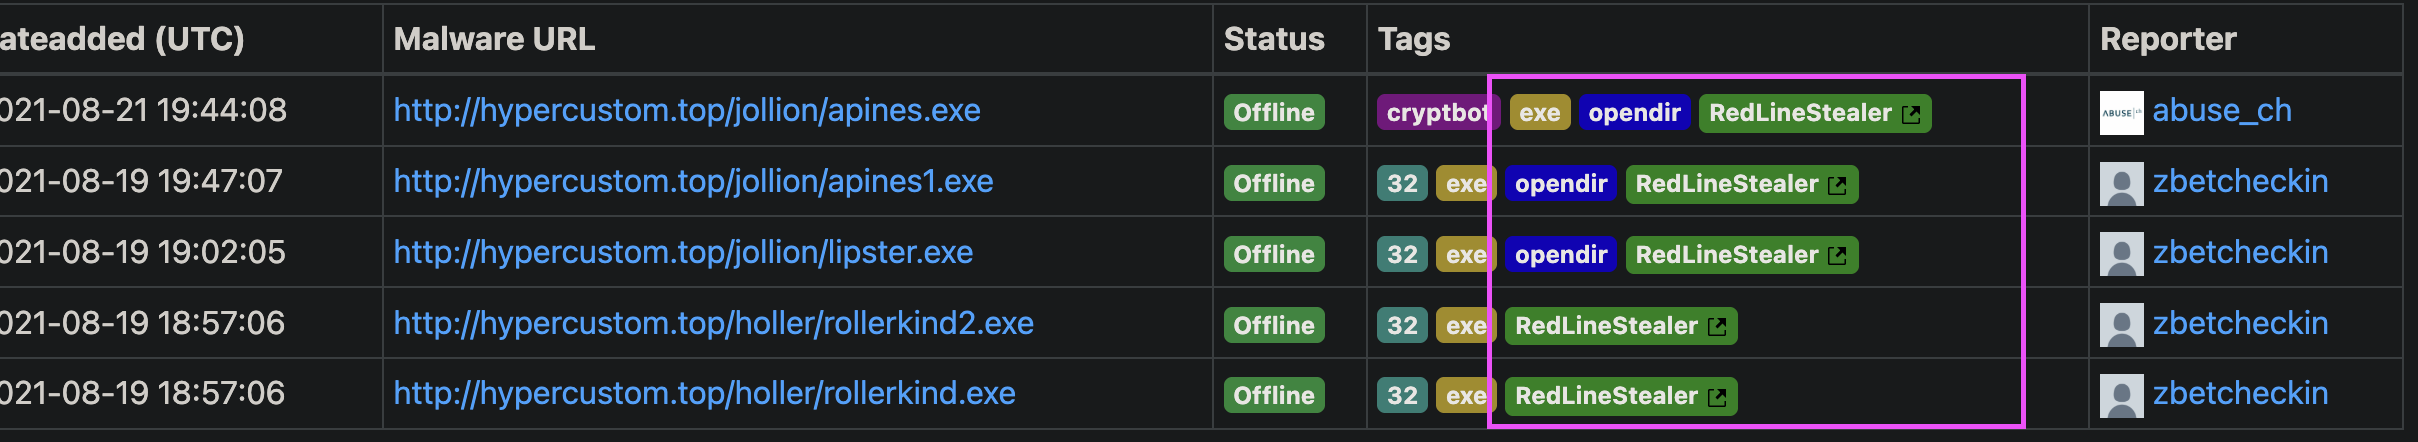 ateadded (UTC) Malware URL Status Tags Reporter
021-08-21 19:44:08 http://hypercustom.top/jollion/apines.exe Offline cryptbot exe opendir RedLineStealer ABUSE ch abuse_ch
021-08-19 19:47:07 http://hypercustom.top/jollion/apines1.exe Offline 32 exe opendir RedLineStealer zbetcheckin
021-08-19 19:02:05 http://hypercustom.top/jollion/lipster.exe Offline 32 exe opendir RedLineStealer zbetcheckin
021-08-19 18:57:06 http://hypercustom.top/holler/rollerkind2.exe Offline 32 exe RedLineStealer zbetcheckin
021-08-19 18:57:06 http://hypercustom.top/holler/rollerkind.exe Offline 32 exe RedLineStealer zbetcheckin